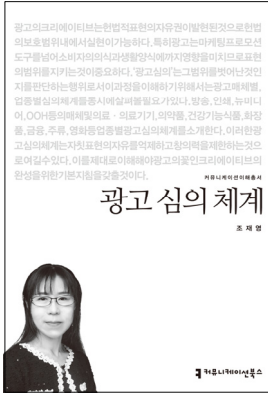 광고의크리에이티브는헌법적표현의자유권이발현된것으로헌법
의보호범위내에서실현이가능하다. 특히광고는마케팅프로모션
도구를넘어소비자의의식과생활양식에까지영향을미치므로표현
의범위를지키는것이중요하다. '광고심의'는그범위를벗어난것인
지를판단하는행위로서이과정을이해하기위해서는광고매체별,
업종별심의체계를동시에살펴볼필요가있다. 방송, 인쇄, 뉴미디
어, OOH등의매체및의료·의료기기, 의약품, 건강기능식품, 화장
품, 금융, 주류, 영화등업종별광고심의체계를소개한다. 이러한광
고심의체계는자칫표현의자유를억제하고창의력을제한하는것으
로여길수있다. 이를제대로이해해야광고의꽃인크리에이티브의
완성을위한기본지침을갖출것이다.
커뮤니케이션이해총서
광고 심의 체계
조재영
커뮤니케이션북스